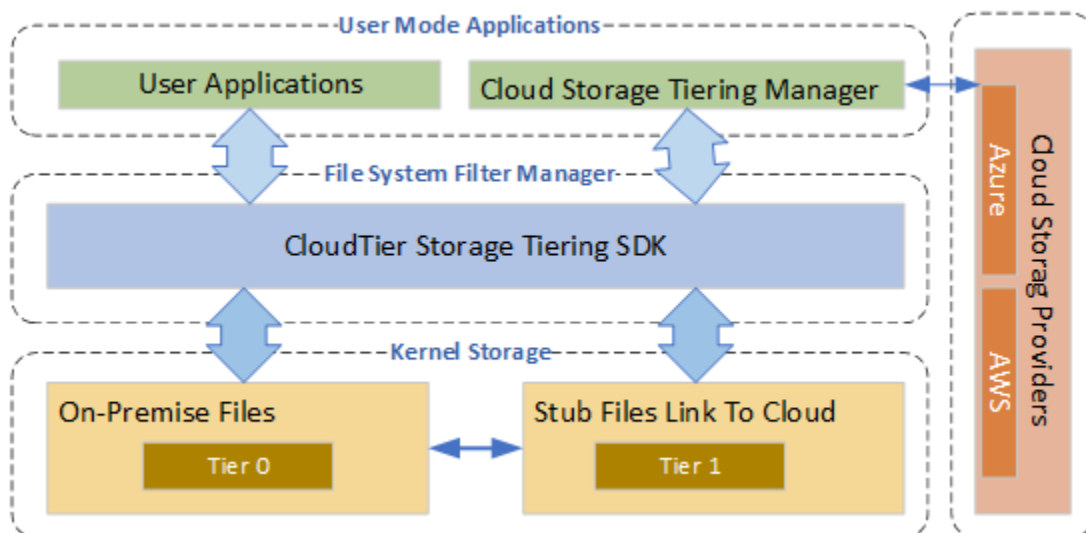 User Mode Applications
User Applications
Cloud Storage Tiering Manager
File System Filter Manager
CloudTier Storage Tiering SDK
Kernel Storage
On-Premise Files
Tier 0
Stub Files Link To Cloud
Tier 1
Azure
AWS
Cloud Storag Providers